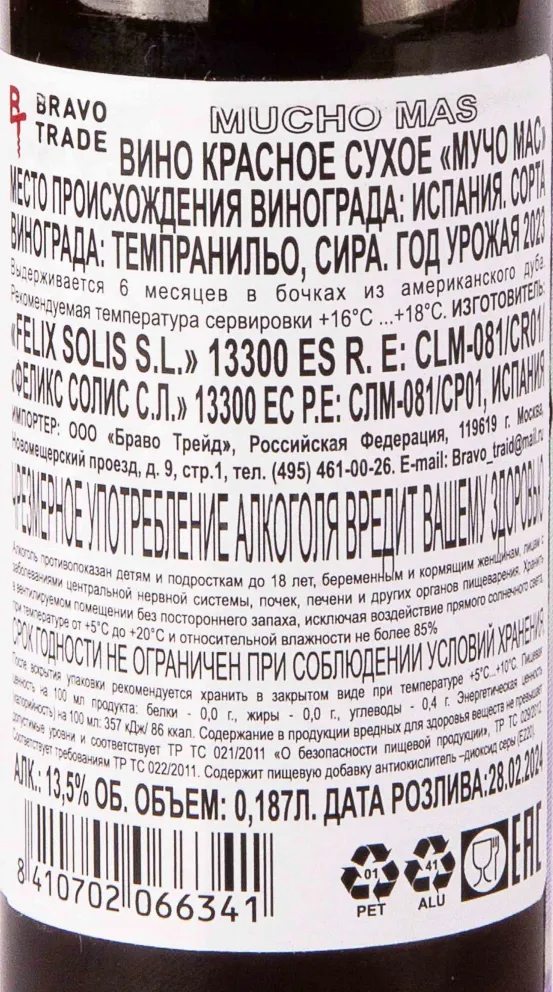 BRAVO
TRADE
MUCHO MAS
ВИНО КРАСНОЕ СУХОЕ «МУЧО МАС»
МЕСТО ПРОИСХОЖДЕНИЯ ВИНОГРАДА: ИСПАНИЯ. СОРТА
ВИНОГРАДА: ТЕМПРАНИЛЬО, СИРА. ГОД УРОЖАЯ 2023
Выдерживается 6 месяцев в бочках из американского дуба.
Рекомендуемая температура сервировки +16°С ...+18°С. ИЗГОТОВИТЕЛЬ:
«FELIX SOLIS S.L.» 13300 ES R. E: CLM-081/CR01/
«ФЕЛИКС СОЛИС С.Л.» 13300 ЕС Р.Е: СЛМ-081/СР01, ИСПАНИЯ
ИМПОРТЕР: ООО «Браво Трейд», Российская Федерация, 119619 г. Москва,
Новомещерский проезд, д. 9, стр.1, тел. (495) 461-00-26. E-mail: Bravo_traid@mail.ru
ЧРЕЗМЕРНОЕ УПОТРЕБЛЕНИЕ АЛКОГОЛЯ ВРЕДИТ ВАШЕМУ ЗДОРОВЬЮ
Алкоголь противопоказан детям и подросткам до 18 лет, беременным и кормящим женщинам, лицам с
заболеваниями центральной нервной системы, почек, печени и других органов пищеварения. Хранить
в вентилируемом помещении без постороннего запаха, исключая воздействие прямого солнечного света,
при температуре от +5°С до +20°С и относительной влажности не более 85%
СРОК ГОДНОСТИ НЕ ОГРАНИЧЕН ПРИ СОБЛЮДЕНИИ УСЛОВИЙ ХРАНЕНИЯ.
После вскрытия упаковки рекомендуется хранить в закрытом виде при температуре +5°С...+10°С. Пищевая
ценность на 100 мл продукта: белки - 0,0 г., жиры - 0,0 г., углеводы - 0,4 г. Энергетическая ценность
(калорийность) на 100 мл: 357 кДж/ 86 ккал. Содержание в продукции вредных для здоровья веществ не превышает
допустимые уровни и соответствует ТР ТС 021/2011 «О безопасности пищевой продукции», ТР ТС 029/2012.
Соответствует требованиям ТР ТС 022/2011. Содержит пищевую добавку антиокислитель –диоксид серы (Е220).
АЛК.: 13,5% ОБ. ОБЪЕМ: 0,187Л. ДАТА РОЗЛИВА:28.02.2024
8 410702 066341
01
PET
41
ALU
EAC